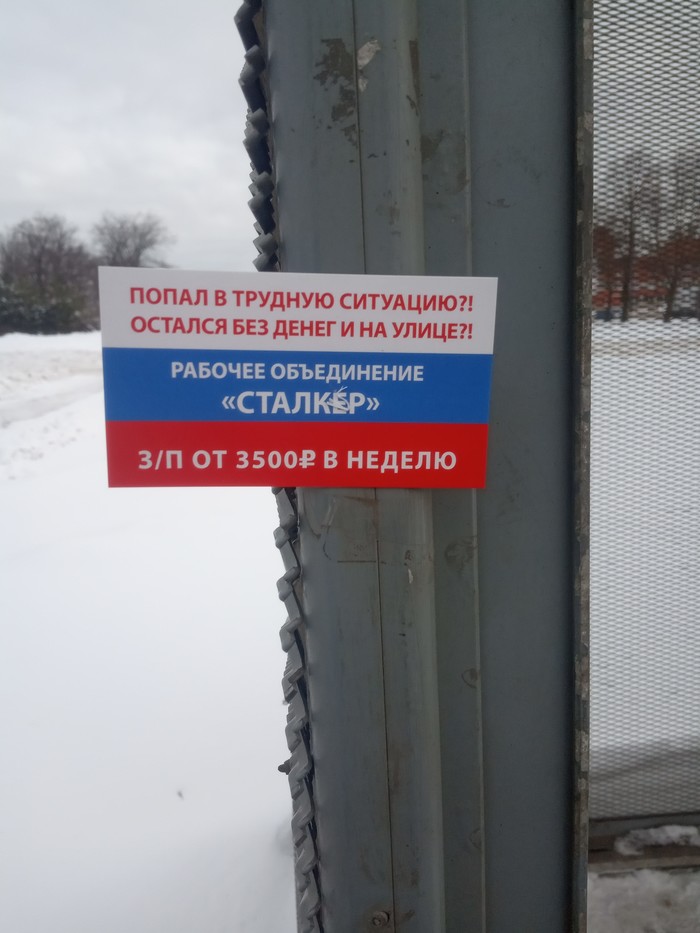 ПОПАЛ В ТРУДНУЮ СИТУАЦИЮ?!
ОСТАЛСЯ БЕЗ ДЕНЕГ И НА УЛИЦЕ?!
РАБОЧЕЕ ОБЪЕДИНЕНИЕ
«СТАЛКЕР»
З/П ОТ 3500₽ В НЕДЕЛЮ